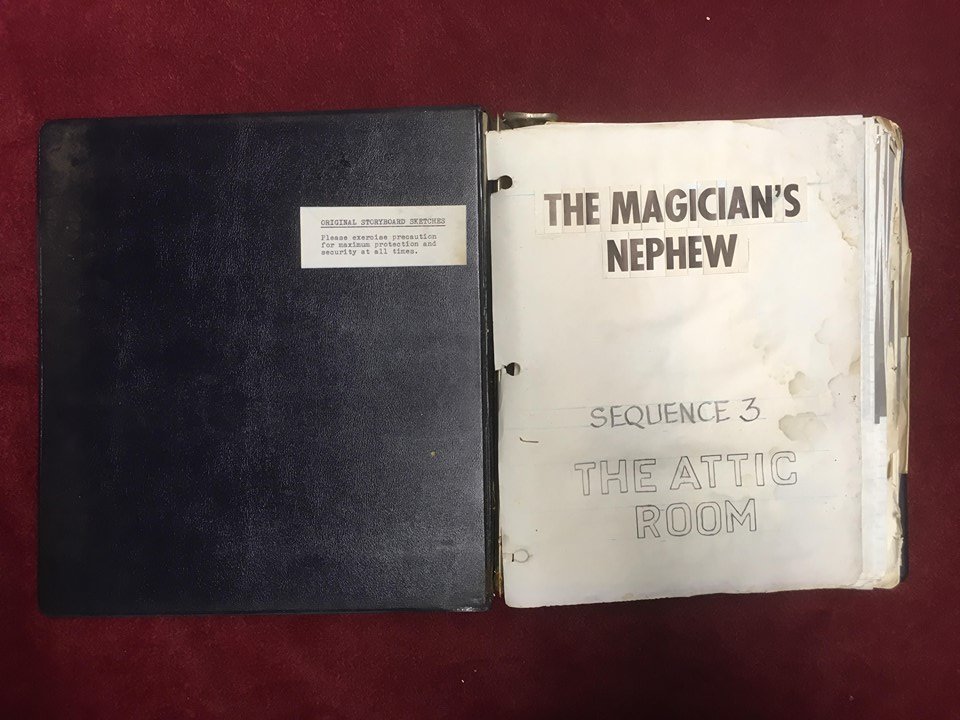 ORIGINAL STORYBOARD SKETCHES
Please exercise precaution
for maximum protection and
security at all times.
THE MAGICIAN'S
NEPHEW
SEQUENCE 3
THE ATTIC
ROOM